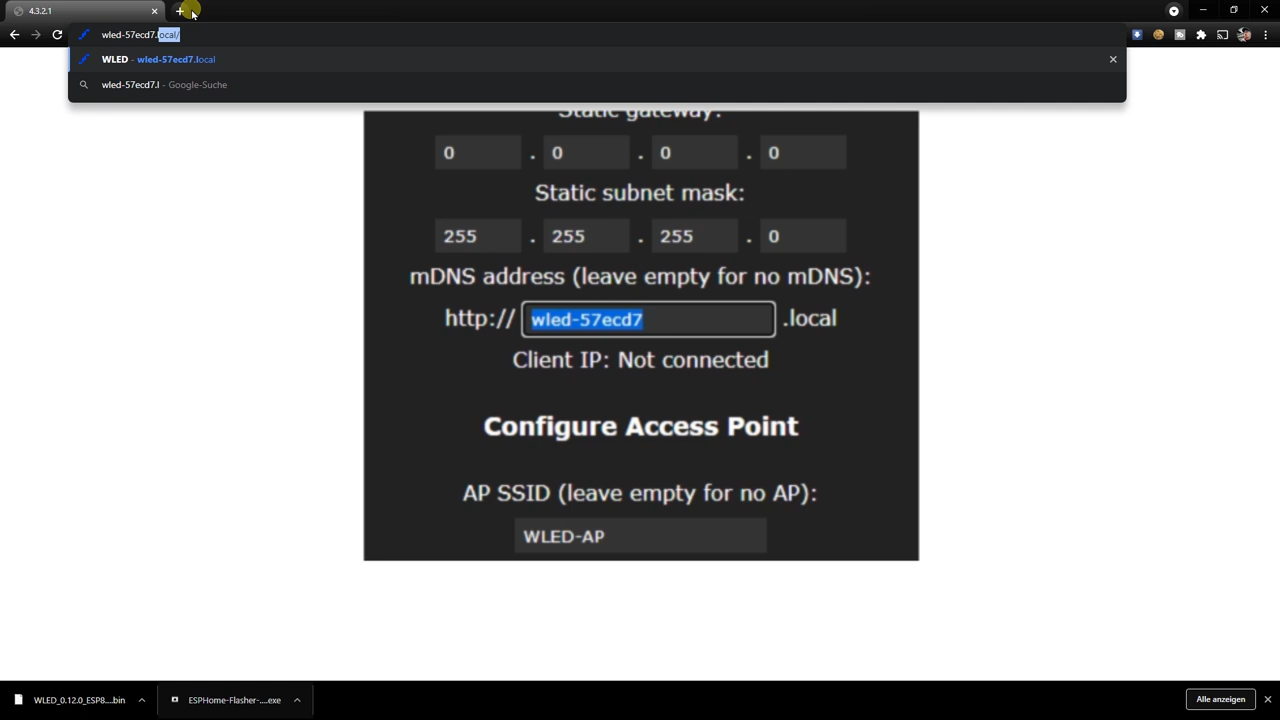 4.3.2.1
wled-57ecd7.local/
WLED - wled-57ecd7.local
wled-57ecd7.l - Google-Suche
Static gateway:
0 . 0 . 0 . 0
Static subnet mask:
255 . 255 . 255 . 0
mDNS address (leave empty for no mDNS):
http:// wled-57ecd7 .local
Client IP: Not connected
Configure Access Point
AP SSID (leave empty for no AP):
WLED-AP
WLED_0.12.0_ESP8....bin
ESPHome-Flasher-....exe
Alle anzeigen